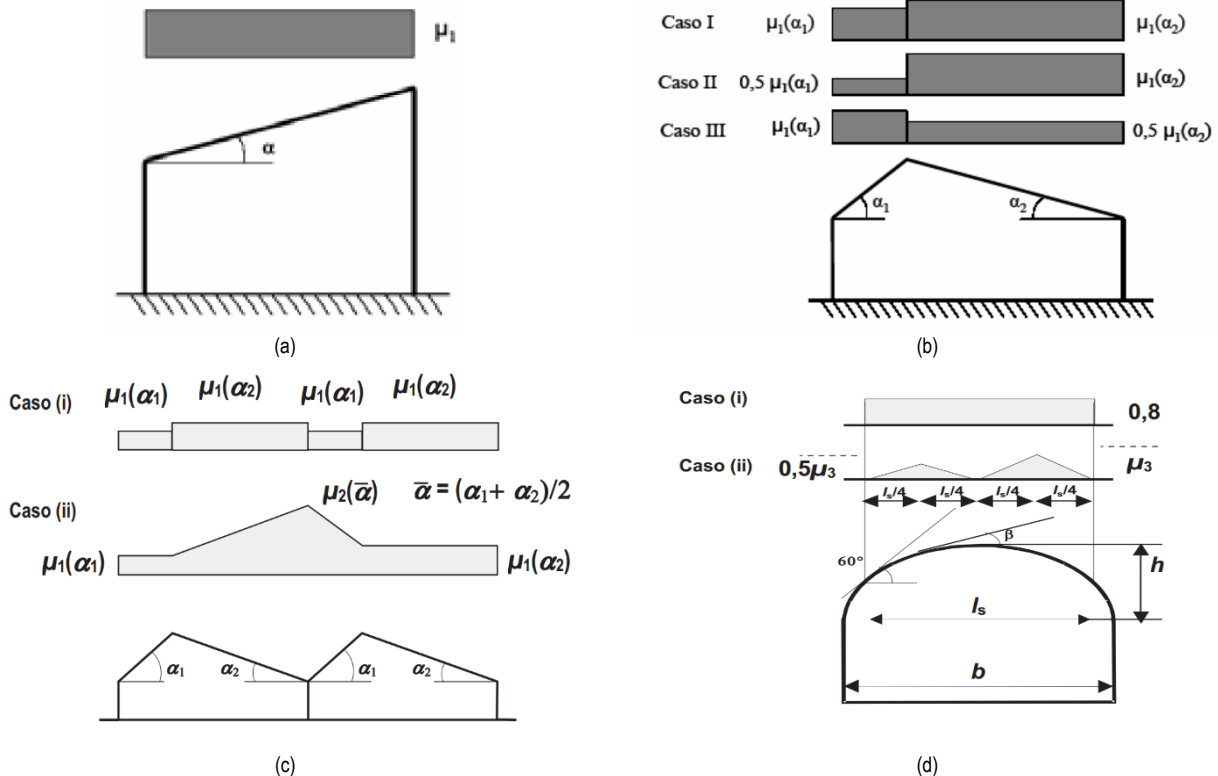 μ₁
α
(a)
Caso I μ₁(α₁) μ₁(α₂)
Caso II 0,5 μ₁(α₁) μ₁(α₂)
Caso III μ₁(α₁) 0,5 μ₁(α₂)
α₁ α₂
(b)
Caso (i) μ₁(α₁) μ₁(α₂) μ₁(α₁) μ₁(α₂)
μ₂(ᾱ) ᾱ = (α₁+ α₂)/2
Caso (ii)
μ₁(α₁) μ₁(α₂)
α₁ α₂ α₁ α₂
(c)
Caso (i)
0,8
Caso (ii) 0,5μ₃ μ₃
lₛ/4 lₛ/4 lₛ/4 lₛ/4
β
60°
h
lₛ
b
(d)